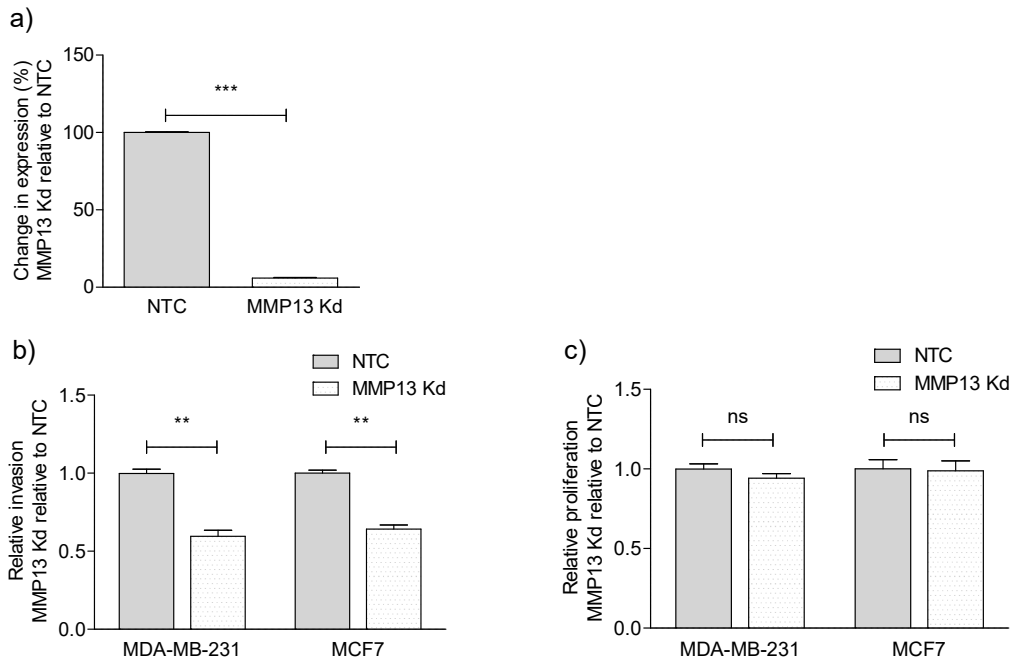 a)
Change in expression (%)
MMP13 Kd relative to NTC
150
100
50
0
***
NTC
MMP13 Kd
b)
NTC
MMP13 Kd
Relative invasion
MMP13 Kd relative to NTC
1.5
1.0
0.5
0.0
**
**
MDA-MB-231
MCF7
c)
NTC
MMP13 Kd
Relative proliferation
MMP13 Kd relative to NTC
1.5
1.0
0.5
0.0
ns
ns
MDA-MB-231
MCF7